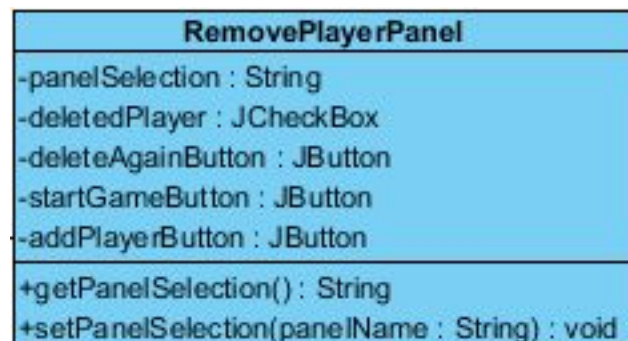 RemovePlayerPanel
-panelSelection : String
-deletedPlayer : JCheckBox
-deleteAgainButton : JButton
-startGameButton : JButton
-addPlayerButton : JButton
+getPanelSelection() : String
+setPanelSelection(panelName : String) : void